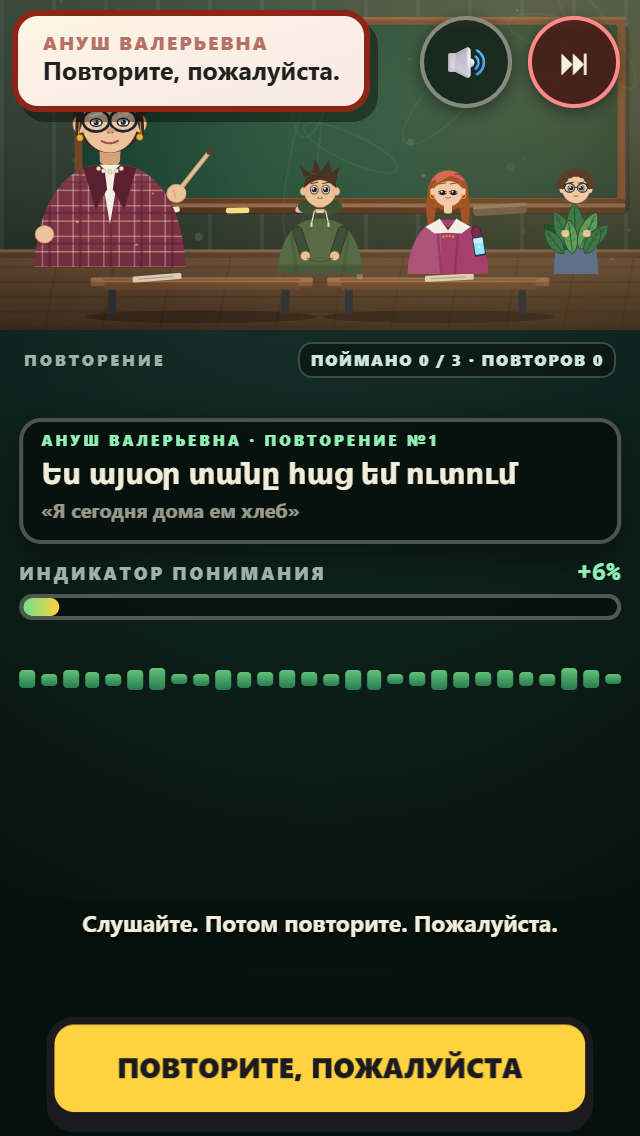 АНУШ ВАЛЕРЬЕВНА
Повторите, пожалуйста.
ПОВТОРЕНИЕ
ПОЙМАНО 0 / 3 · ПОВТОРОВ 0
АНУШ ВАЛЕРЬЕВНА · ПОВТОРЕНИЕ №1
Ես այսօր տանը հաց եմ ուտում
«Я сегодня дома ем хлеб»
ИНДИКАТОР ПОНИМАНИЯ
+6%
Слушайте. Потом повторите. Пожалуйста.
ПОВТОРИТЕ, ПОЖАЛУЙСТА